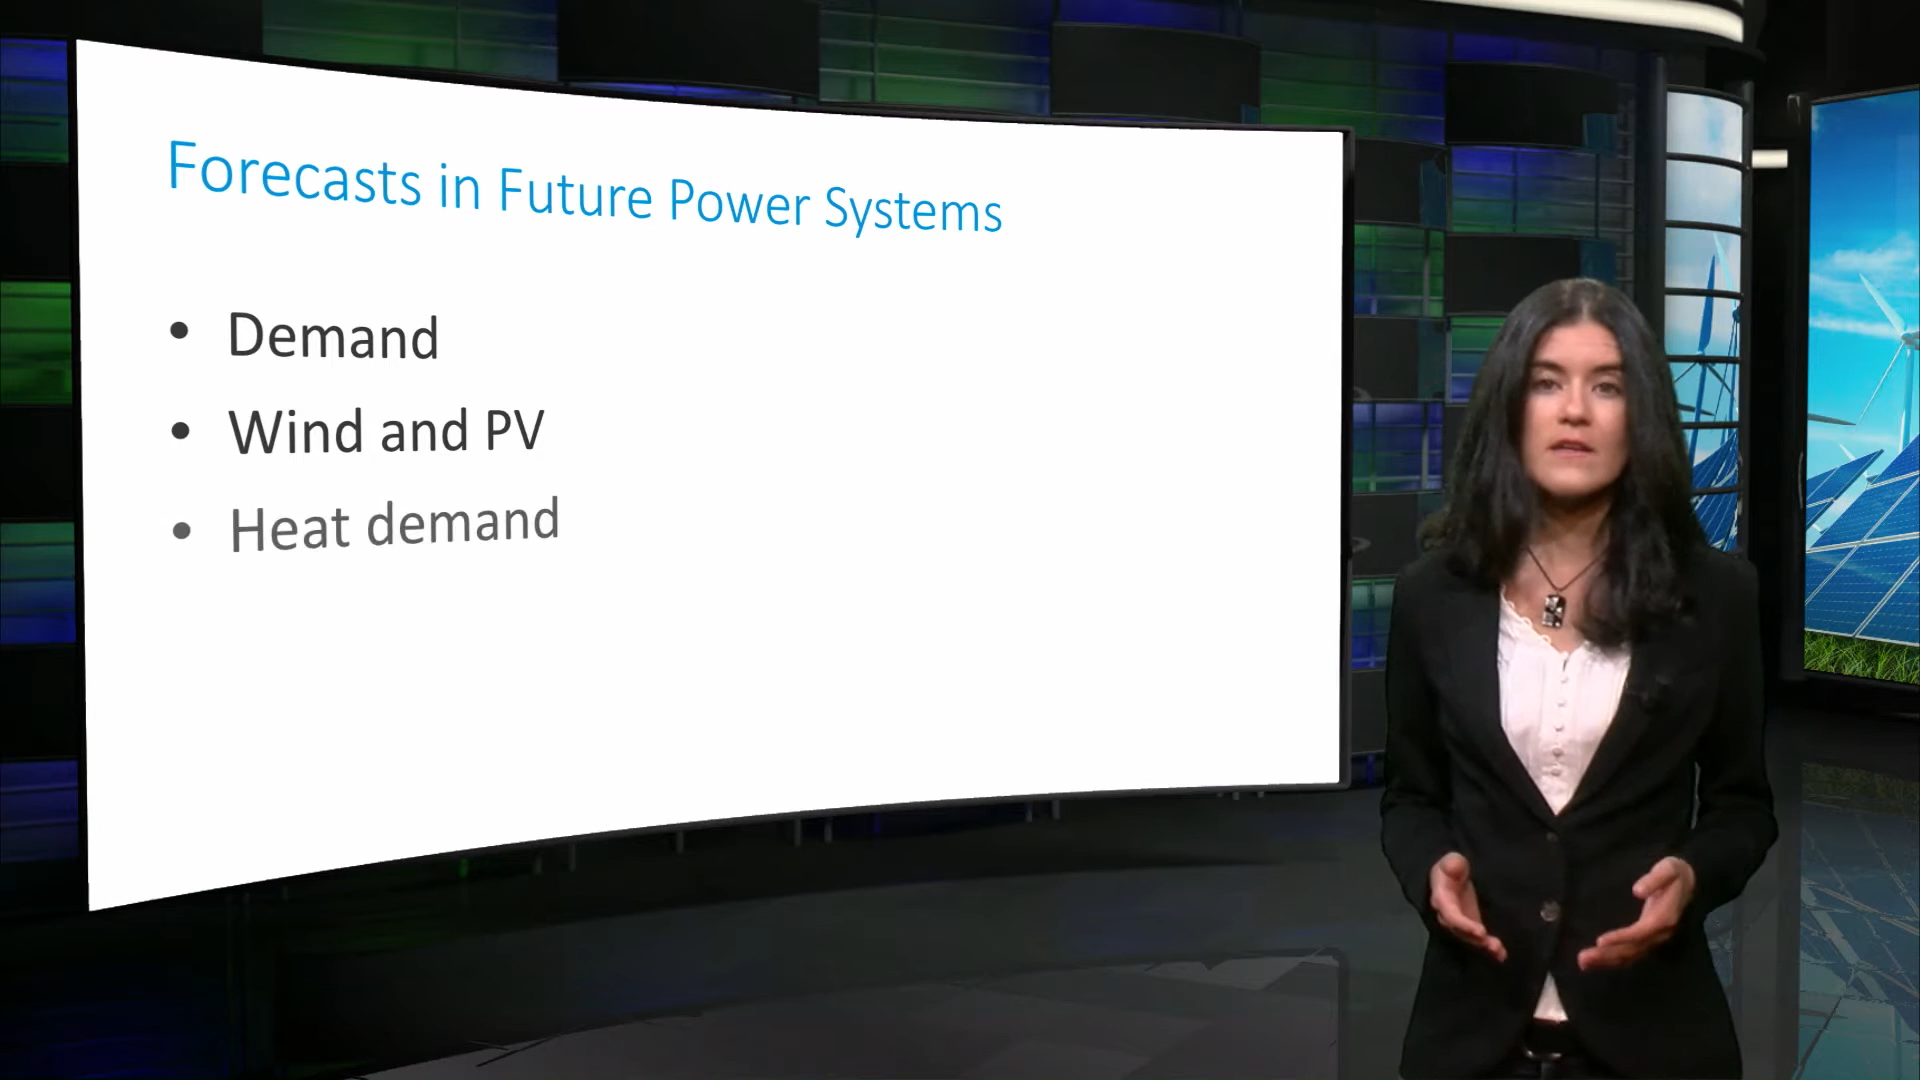 Forecasts in Future Power Systems
• Demand
• Wind and PV
• Heat demand